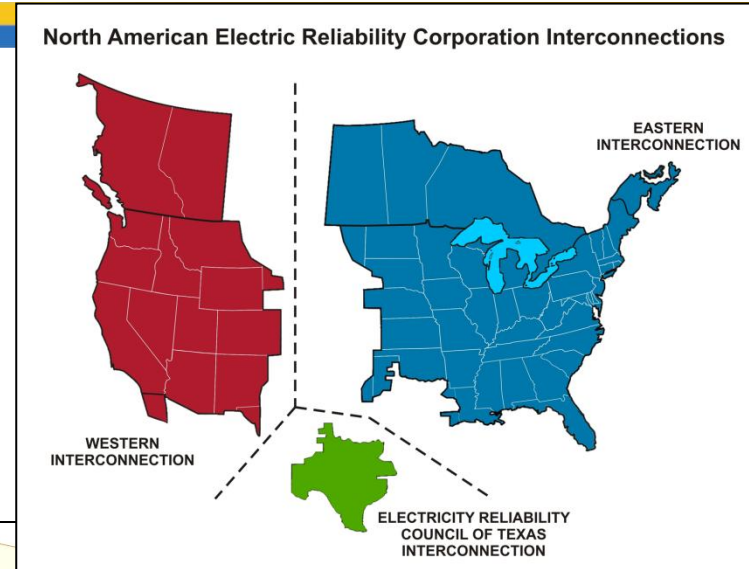 North American Electric Reliability Corporation Interconnections
EASTERN
INTERCONNECTION
WESTERN
INTERCONNECTION
ELECTRICITY RELIABILITY
COUNCIL OF TEXAS
INTERCONNECTION